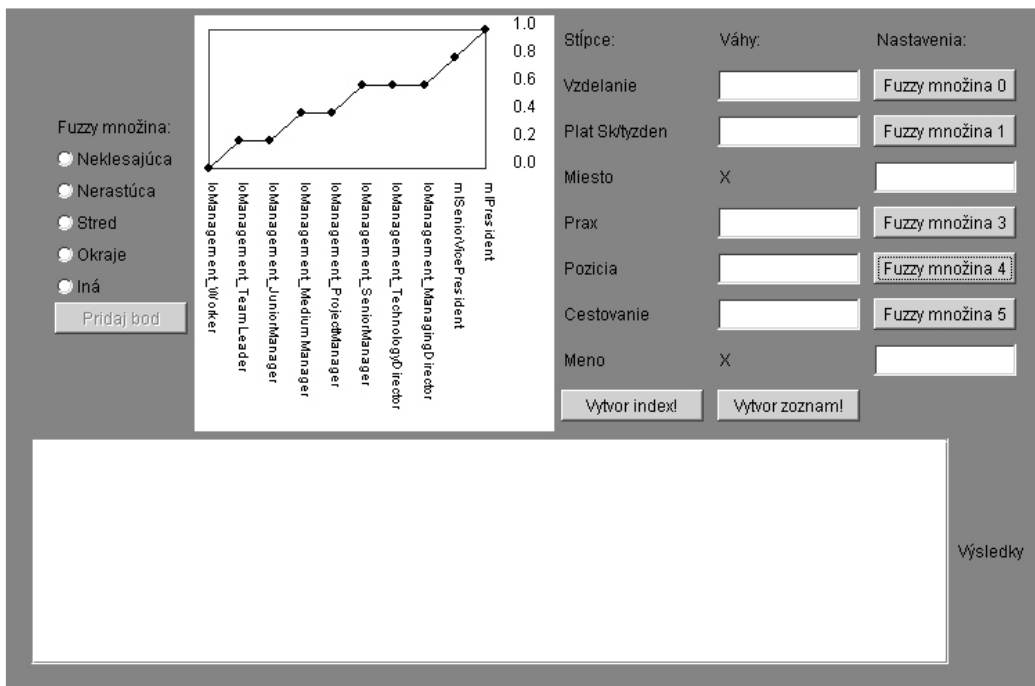 Fuzzy množina:
Neklesajúca
Nerastúca
Stred
Okraje
Iná
Pridaj bod
1.0
0.8
0.6
0.4
0.2
0.0
loManagement_Worker
loManagement_TeamLeader
loManagement_JuniorManager
loManagement_MediumManager
loManagement_ProjectManager
loManagement_SeniorManager
loManagement_TechnologyDirector
loManagement_ManagingDirector
mlSeniorVicePresident
mlPresident
Stĺpce: Váhy: Nastavenia:
Vzdelanie Fuzzy množina 0
Plat Sk/tyzden Fuzzy množina 1
Miesto X
Prax Fuzzy množina 3
Pozicia Fuzzy množina 4
Cestovanie Fuzzy množina 5
Meno X
Vytvor index! Vytvor zoznam!
Výsledky